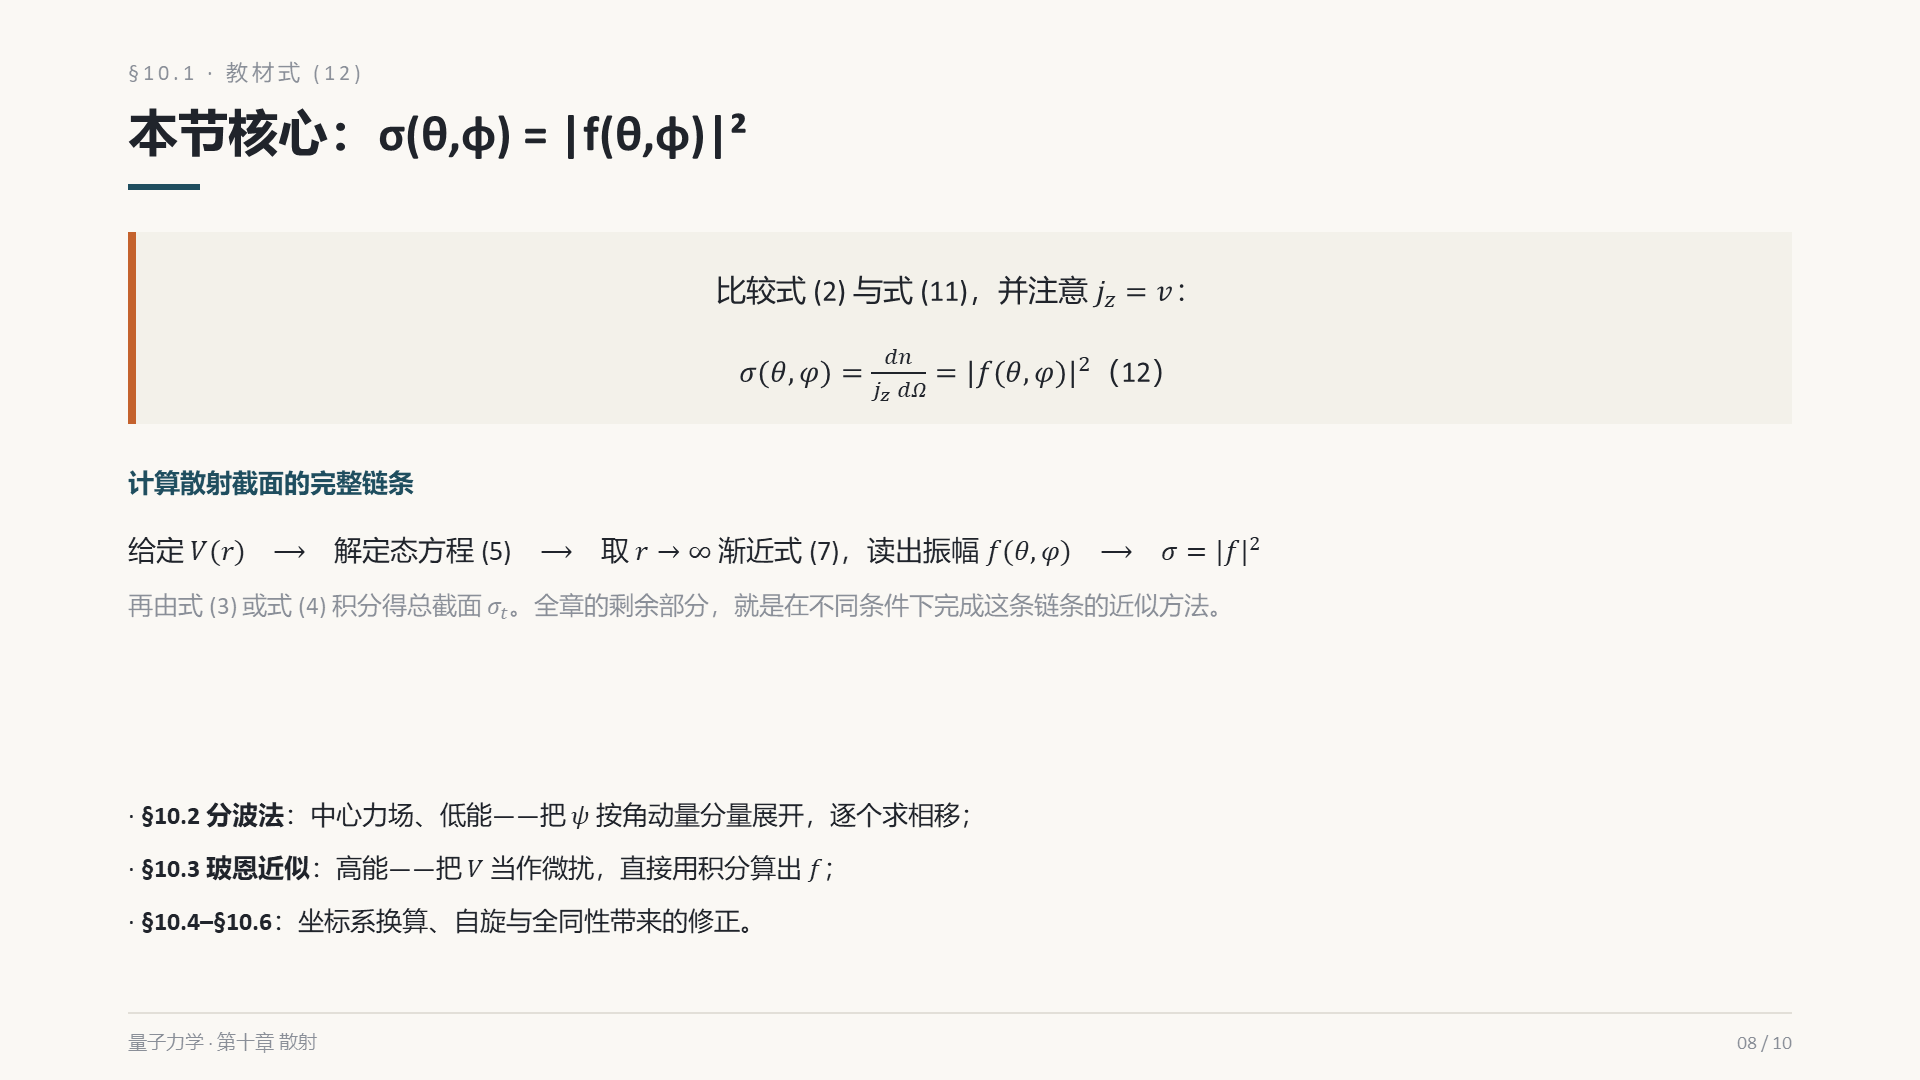 §10.1 · 教材式 (12)
本节核心：σ(θ,φ) = |f(θ,φ)|²
比较式 (2) 与式 (11)，并注意 j_z = v：
σ(θ,φ) = dn / (j_z dΩ) = |f(θ,φ)|²（12）
计算散射截面的完整链条
给定 V(r) ⟶ 解定态方程 (5) ⟶ 取 r → ∞ 渐近式 (7)，读出振幅 f(θ,φ) ⟶ σ = |f|²
再由式 (3) 或式 (4) 积分得总截面 σ_t。全章的剩余部分，就是在不同条件下完成这条链条的近似方法。
· §10.2 分波法：中心力场、低能——把 ψ 按角动量分量展开，逐个求相移；
· §10.3 玻恩近似：高能——把 V 当作微扰，直接用积分算出 f；
· §10.4–§10.6：坐标系换算、自旋与全同性带来的修正。
量子力学 · 第十章 散射
08 / 10